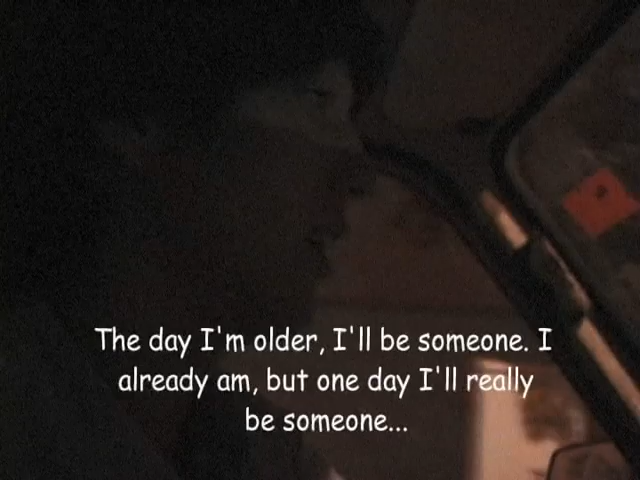 The day I'm older, I'll be someone. I
already am, but one day I'll really
be someone...